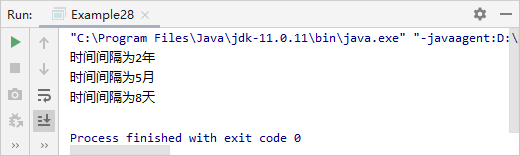 Run: Example28
"C:\Program Files\Java\jdk-11.0.11\bin\java.exe" "-javaagent:D:\
时间间隔为2年
时间间隔为5月
时间间隔为8天
Process finished with exit code 0